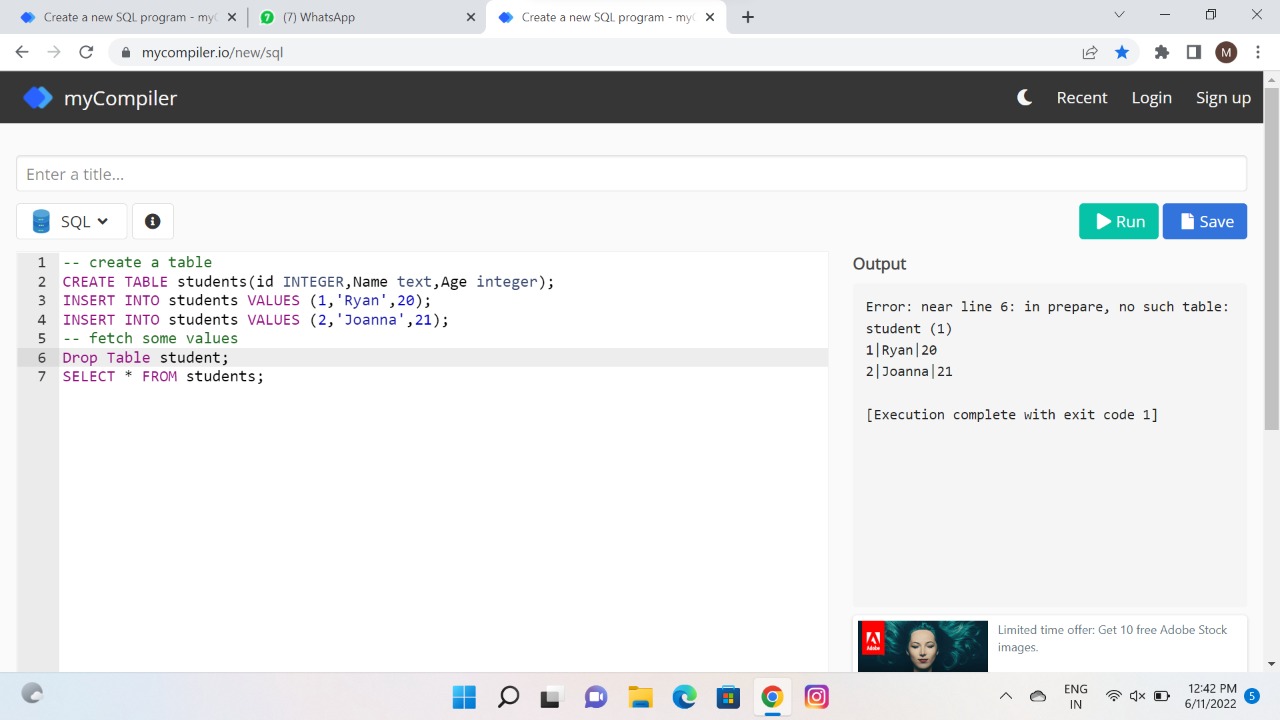 Create a new SQL program - my
(7) WhatsApp
Create a new SQL program - my
mycompiler.io/new/sql
M
myCompiler
Recent
Login
Sign up
Enter a title...
SQL
Run
Save
1 -- create a table
2 CREATE TABLE students(id INTEGER,Name text,Age integer);
3 INSERT INTO students VALUES (1,'Ryan',20);
4 INSERT INTO students VALUES (2,'Joanna',21);
5 -- fetch some values
6 Drop Table student;
7 SELECT * FROM students;
Output
Error: near line 6: in prepare, no such table:
student (1)
1|Ryan|20
2|Joanna|21
[Execution complete with exit code 1]
Adobe
Limited time offer: Get 10 free Adobe Stock
images.
ENG
IN
12:42 PM
6/11/2022
5